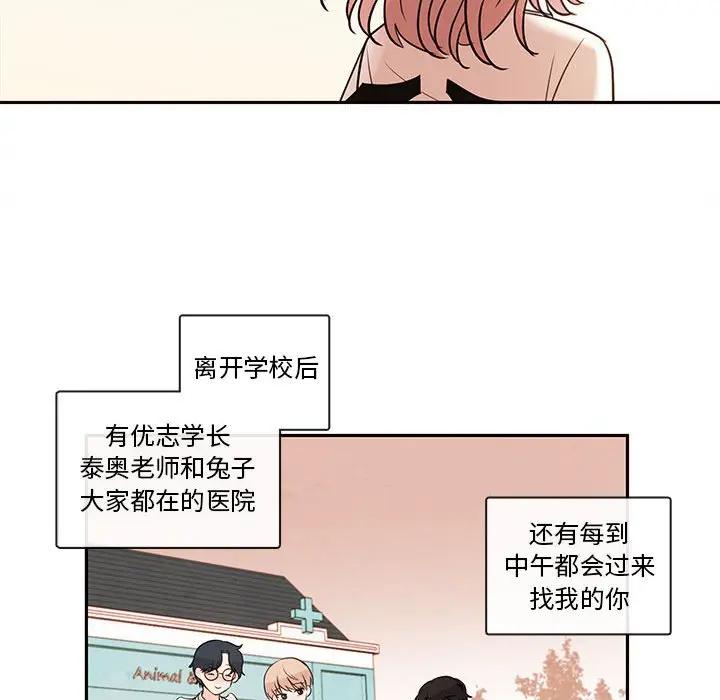 离开学校后
有优志学长
泰奥老师和兔子
大家都在的医院
还有每到
中午都会过来
找我的你
Animal